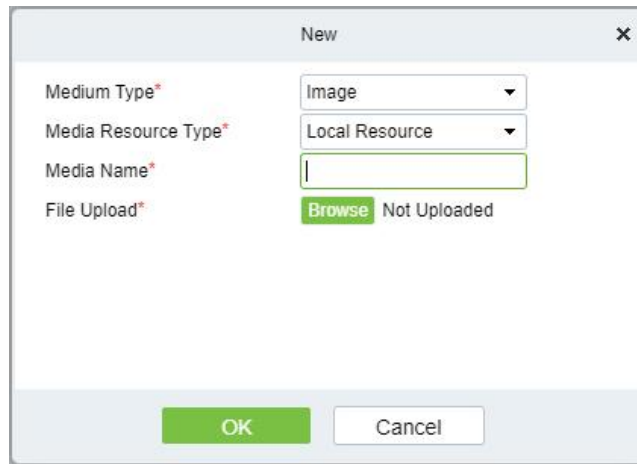 New
Medium Type* Image
Media Resource Type* Local Resource
Media Name*
File Upload* Browse Not Uploaded
OK Cancel